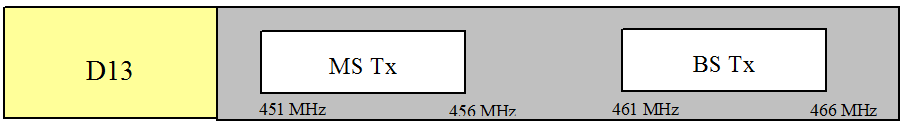 D13
MS Tx
BS Tx
451 MHz
456 MHz
461 MHz
466 MHz